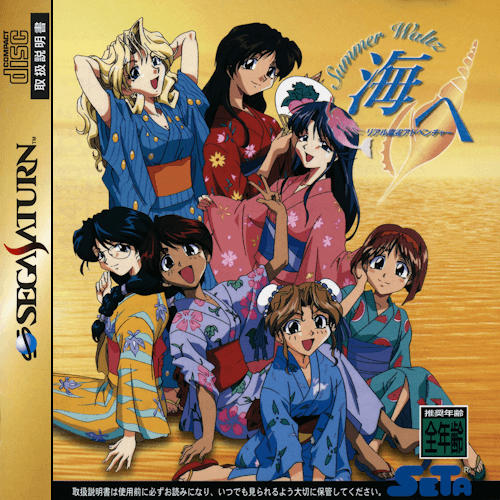 COMPACT
disc
取扱説明書
SEGA SATURN™
Summer Waltz
海へ
リアル恋愛アドベンチャー
推奨年齢
全年齢
SETA
取扱説明書は使用前に必ずお読みになり、いつでも見られるよう大切に保管してください。